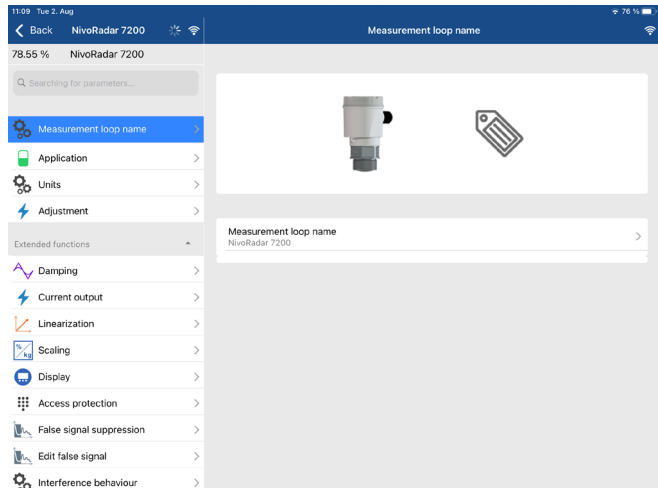 11:09 Tue 2. Aug
76 %
Back NivoRadar 7200
Measurement loop name
78.55 % NivoRadar 7200
Searching for parameters...
Measurement loop name
Application
Units
Adjustment
Extended functions
Damping
Current output
Linearization
% kg Scaling
Display
Access protection
False signal suppression
Edit false signal
Interference behaviour
Measurement loop name
NivoRadar 7200